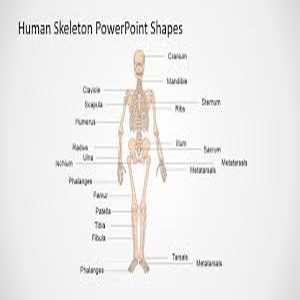 Human Skeleton PowerPoint Shapes
Cranium
Mandible
Clavicle
Scapula
Sternum
Ribs
Humerus
Ilium
Radius
Sacrum
Ulna
Ischium
Metatarsals
Metatarsals
Phalanges
Femur
Patella
Tibia
Fibula
Tarsals
Metatarsals
Phalanges